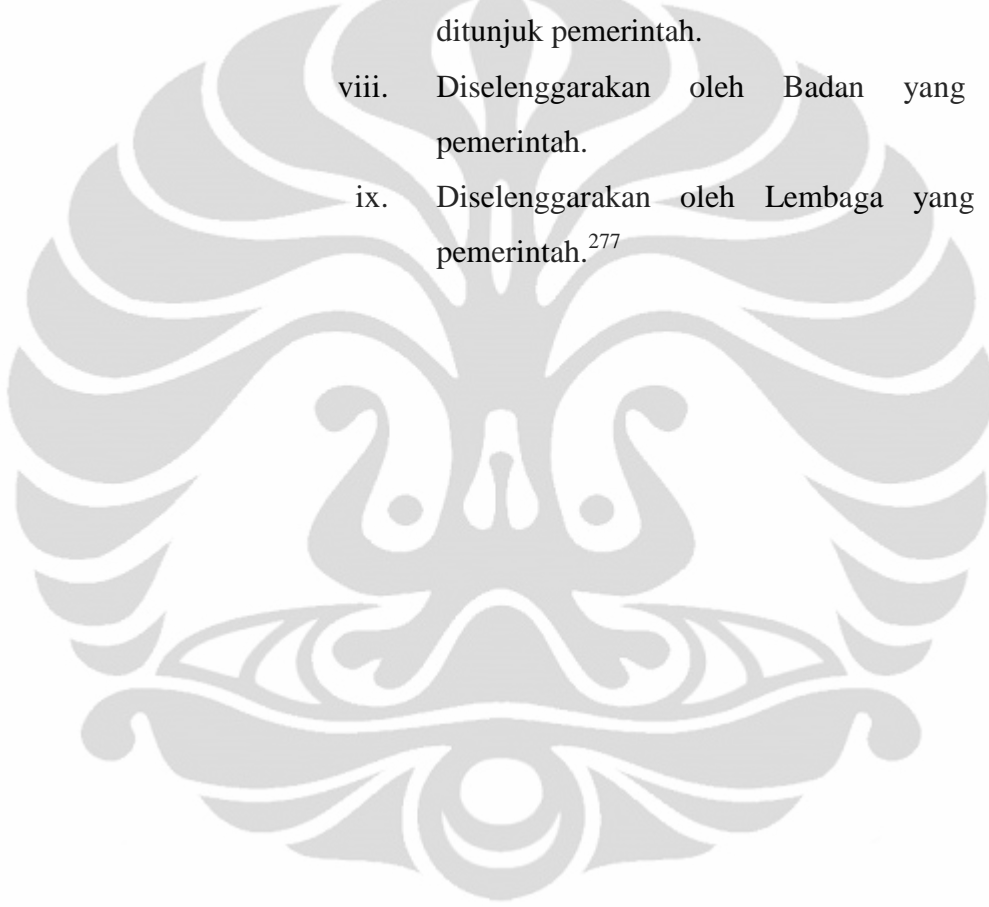 ditunjuk pemerintah.
viii. Diselenggarakan oleh Badan yang
pemerintah.
ix. Diselenggarakan oleh Lembaga yang
pemerintah.277